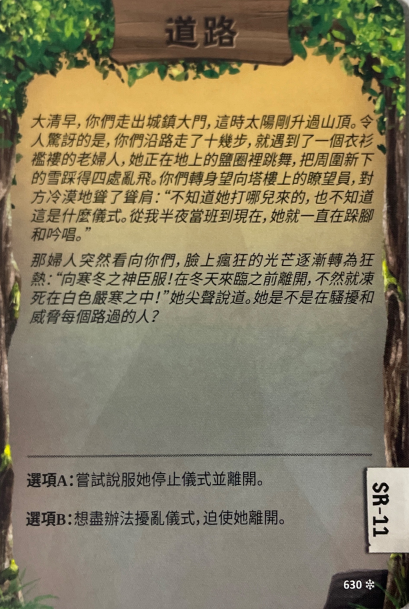 道路
大清早，你們走出城鎮大門，這時太陽剛升過山頂。令
人驚訝的是，你們沿路走了十幾步，就遇到了一個衣衫
襤褸的老婦人，她正在地上的鹽圈裡跳舞，把周圍新下
的雪踩得四處亂飛。你們轉身望向塔樓上的瞭望員，對
方冷漠地聳了聳肩：“不知道她打哪兒來的，也不知道
這是什麼儀式。從我半夜當班到現在，她就一直在跺腳
和吟唱。”
那婦人突然看向你們，臉上瘋狂的光芒逐漸轉為狂
熱：“向寒冬之神臣服！在冬天來臨之前離開，不然就凍
死在白色嚴寒之中！”她尖聲說道。她是不是在騷擾和
威脅每個路過的人？
選項A：嘗試說服她停止儀式並離開。
選項B：想盡辦法擾亂儀式，迫使她離開。
SR-11
630